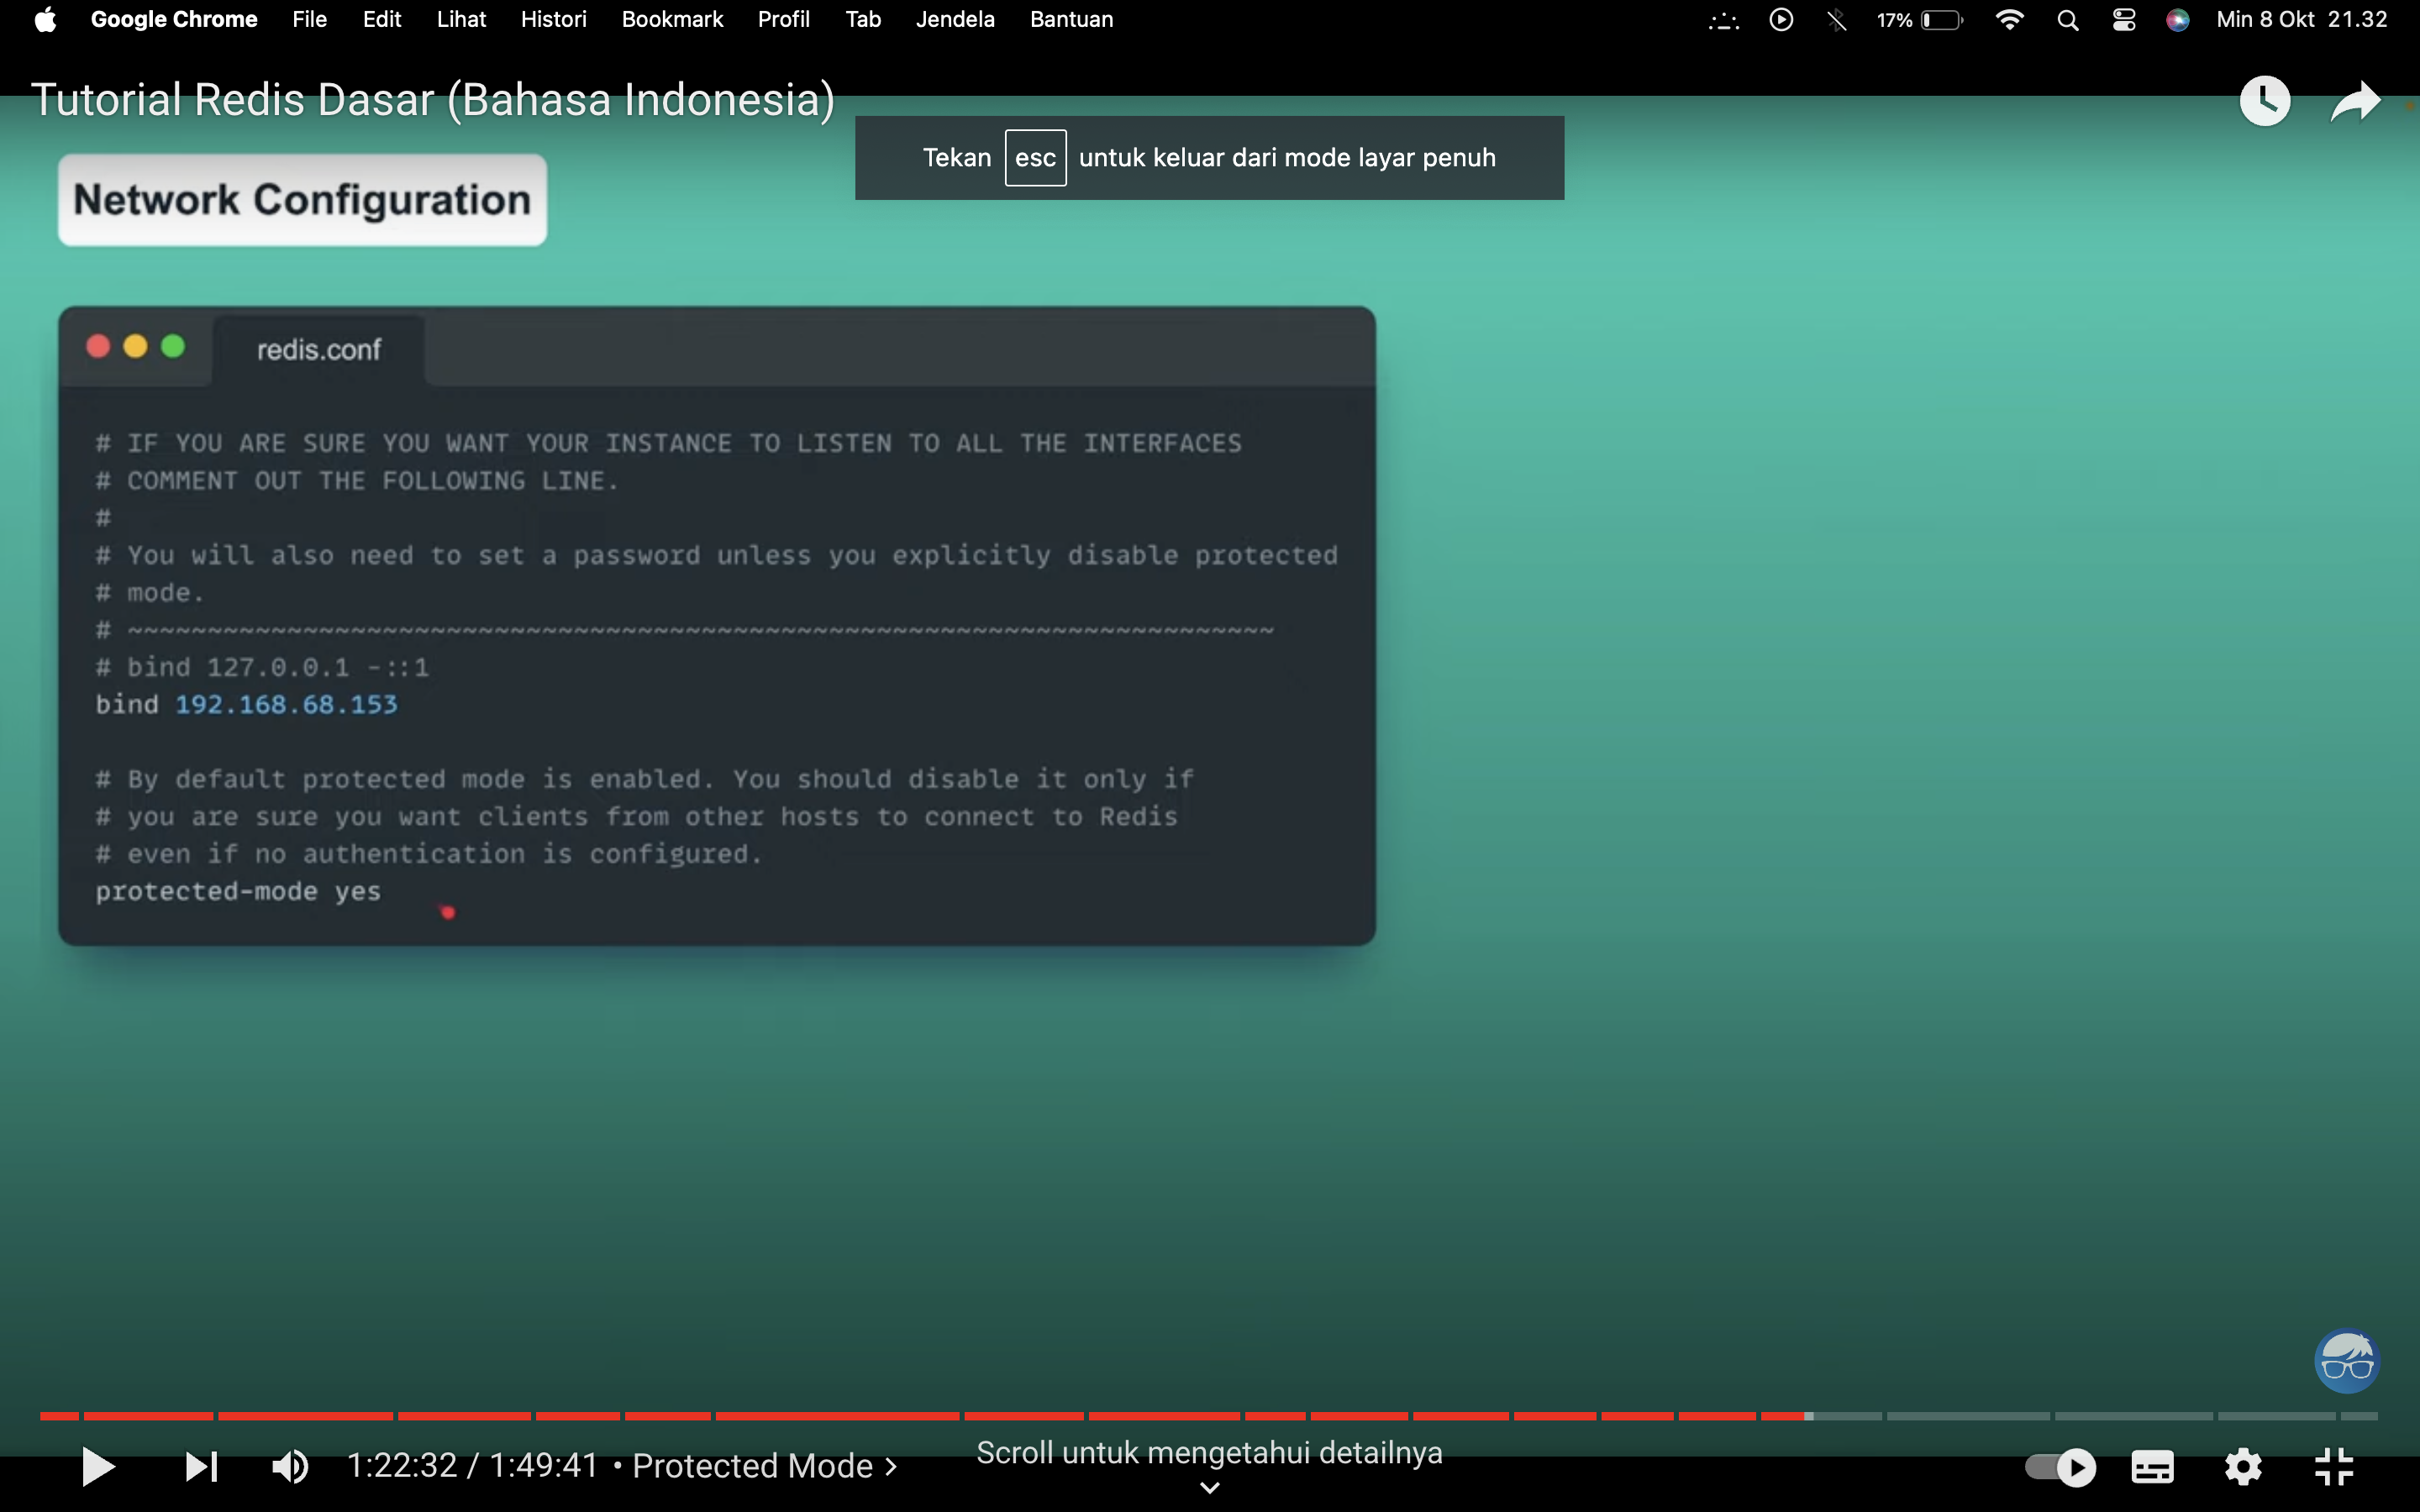 Google Chrome File Edit Lihat Histori Bookmark Profil Tab Jendela Bantuan 17% Min 8 Okt 21.32
Tutorial Redis Dasar (Bahasa Indonesia)
Tekan esc untuk keluar dari mode layar penuh
Network Configuration
redis.conf
# IF YOU ARE SURE YOU WANT YOUR INSTANCE TO LISTEN TO ALL THE INTERFACES
# COMMENT OUT THE FOLLOWING LINE.
#
# You will also need to set a password unless you explicitly disable protected
# mode.
# ~~~~~~~~~~~~~~~~~~~~~~~~~~~~~~~~~~~~~~~~~~~~~~~~~~~~~~~~~~~~~~~~~~~~~~~~
# bind 127.0.0.1 -::1
bind 192.168.68.153
# By default protected mode is enabled. You should disable it only if
# you are sure you want clients from other hosts to connect to Redis
# even if no authentication is configured.
protected-mode yes
1:22:32 / 1:49:41 • Protected Mode >
Scroll untuk mengetahui detailnya